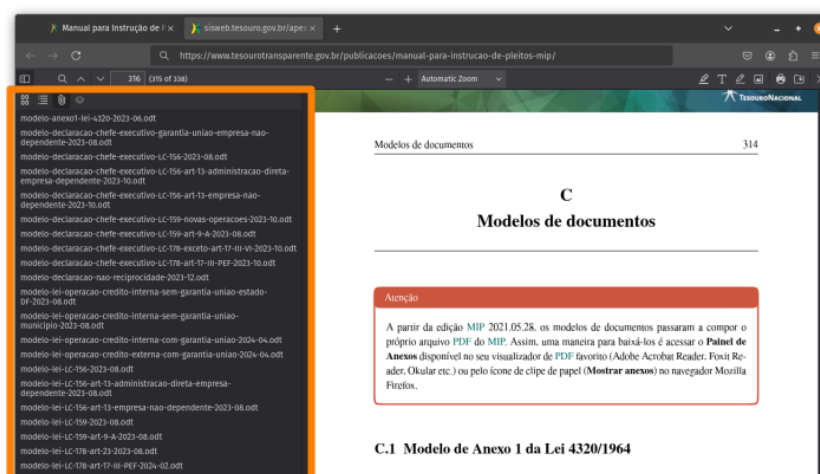 Manual para Instrução de P
sisweb.tesouro.gov.br/apex
https://www.tesourotransparente.gov.br/publicacoes/manual-para-instrucao-de-pleitos-mip/
316 (315 of 338)
Automatic Zoom
modelo-anexo1-lei-4320-2023-06.odt
modelo-declaracao-chefe-executivo-garantia-uniao-empresa-nao-
dependente-2023-08.odt
modelo-declaracao-chefe-executivo-LC-156-2023-08.odt
modelo-declaracao-chefe-executivo-LC-156-art-13-administracao-direta-
empresa-dependente-2023-10.odt
modelo-declaracao-chefe-executivo-LC-156-art-13-empresa-nao-
dependente-2023-10.odt
modelo-declaracao-chefe-executivo-LC-159-novas-operacoes-2023-10.odt
modelo-declaracao-chefe-executivo-LC-159-art-9-A-2023-08.odt
modelo-declaracao-chefe-executivo-LC-178-exceto-art-17-III-VI-2023-10.odt
modelo-declaracao-chefe-executivo-LC-178-art-17-III-PEF-2023-10.odt
modelo-declaracao-nao-reciprocidade-2023-12.odt
modelo-lei-operacao-credito-interna-sem-garantia-uniao-estado-
DF-2023-08.odt
modelo-lei-operacao-credito-interna-sem-garantia-uniao-
municipio-2023-08.odt
modelo-lei-operacao-credito-interna-com-garantia-uniao-2024-04.odt
modelo-lei-operacao-credito-externa-com-garantia-uniao-2024-04.odt
modelo-lei-LC-156-2023-08.odt
modelo-lei-LC-156-art-13-administracao-direta-empresa-
dependente-2023-08.odt
modelo-lei-LC-156-art-13-empresa-nao-dependente-2023-08.odt
modelo-lei-LC-159-2023-08.odt
modelo-lei-LC-159-art-9-A-2023-08.odt
modelo-lei-LC-178-art-23-2023-08.odt
modelo-lei-LC-178-art-17-III-PEF-2024-02.odt
TESOURONACIONAL
Modelos de documentos 314
C
Modelos de documentos
Atenção
A partir da edição MIP 2021.05.28, os modelos de documentos passaram a compor o
próprio arquivo PDF do MIP. Assim, uma maneira para baixá-los é acessar o Painel de
Anexos disponível no seu visualizador de PDF favorito (Adobe Acrobat Reader, Foxit Re-
ader, Okular etc.) ou pelo ícone de clipe de papel (Mostrar anexos) no navegador Mozilla
Firefox.
C.1 Modelo de Anexo 1 da Lei 4320/1964